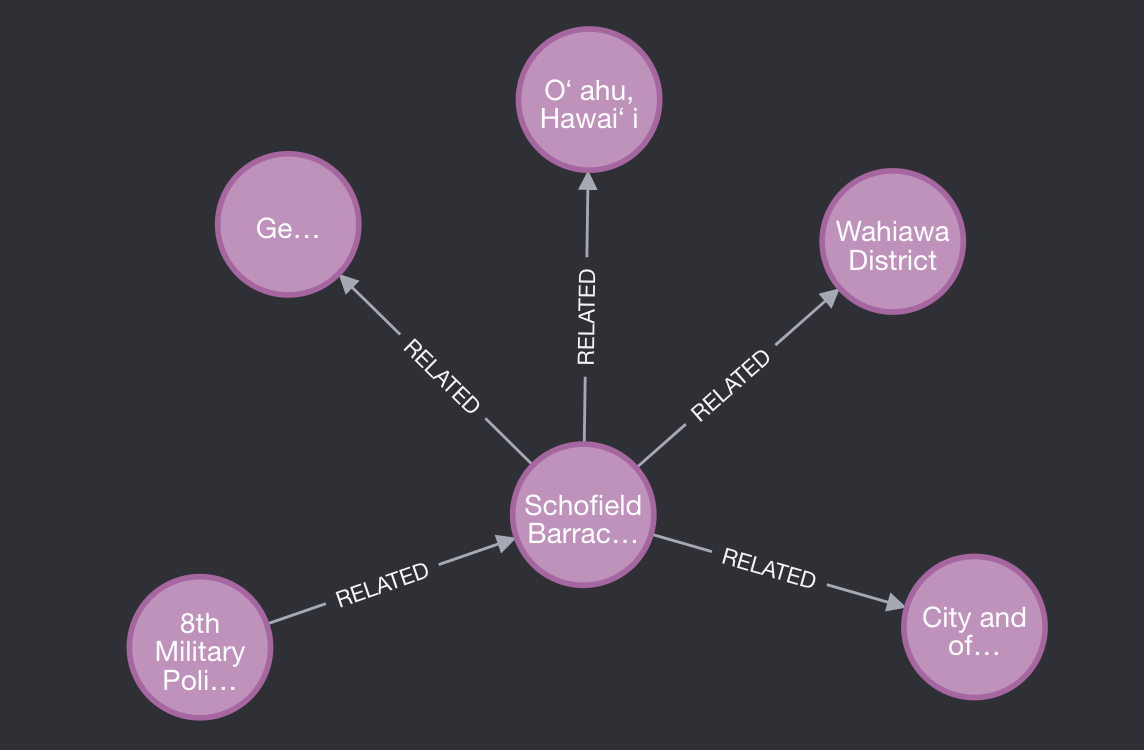 O‘ ahu,
Hawai‘ i
Ge…
Wahiawa
District
RELATED
RELATED
RELATED
Schofield
Barrac…
RELATED
RELATED
8th
Military
Poli…
City and
of…